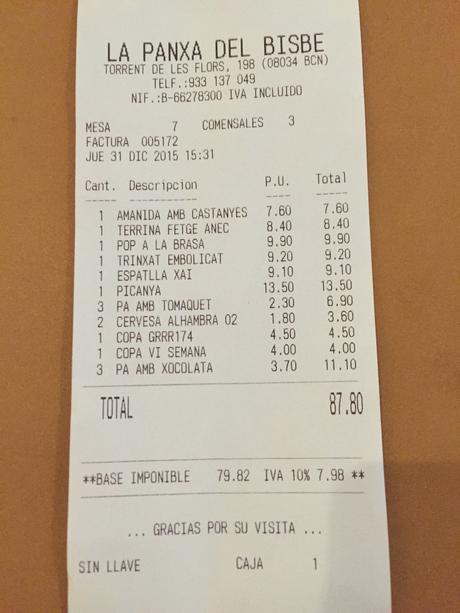 LA PANXA DEL BISBE
TORRENT DE LES FLORS, 198 (08034 BCN)
TELF.:933 137 049
NIF.:B-66278300 IVA INCLUIDO
MESA 7 COMENSALES 3
FACTURA 005172
JUE 31 DIC 2015 15:31
Cant. Descripcion P.U. Total
1 AMANIDA AMB CASTANYES 7.60 7.60
1 TERRINA FETGE ANEC 8.40 8.40
1 POP A LA BRASA 9.90 9.90
1 TRINXAT EMBOLICAT 9.20 9.20
1 ESPATLLA XAI 9.10 9.10
1 PICANYA 13.50 13.50
3 PA AMB TOMAQUET 2.30 6.90
2 CERVESA ALHAMBRA 02 1.80 3.60
1 COPA GRRR174 4.50 4.50
1 COPA VI SEMANA 4.00 4.00
3 PA AMB XOCOLATA 3.70 11.10
TOTAL 87.80
**BASE IMPONIBLE 79.82 IVA 10% 7.98 **
... GRACIAS POR SU VISITA ...
SIN LLAVE CAJA 1